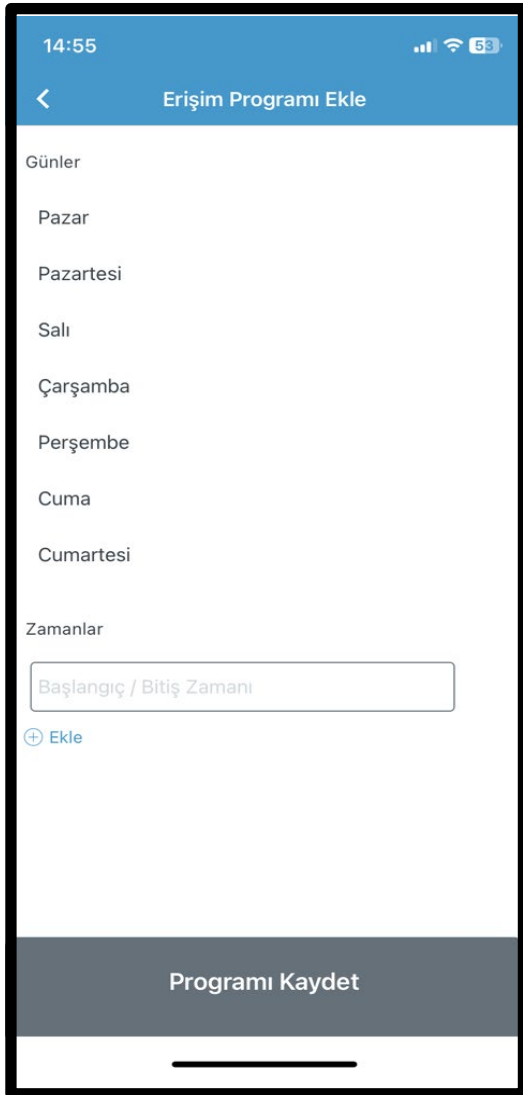 14:55
53
Erişim Programı Ekle
Günler
Pazar
Pazartesi
Salı
Çarşamba
Perşembe
Cuma
Cumartesi
Zamanlar
Başlangıç / Bitiş Zamanı
Ekle
Programı Kaydet